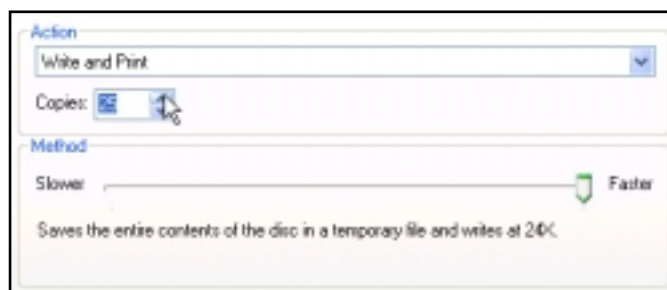 Action
Write and Print
Copies: 25
Method
Slower Faster
Saves the entire contents of the disc in a temporary file and writes at 24X.